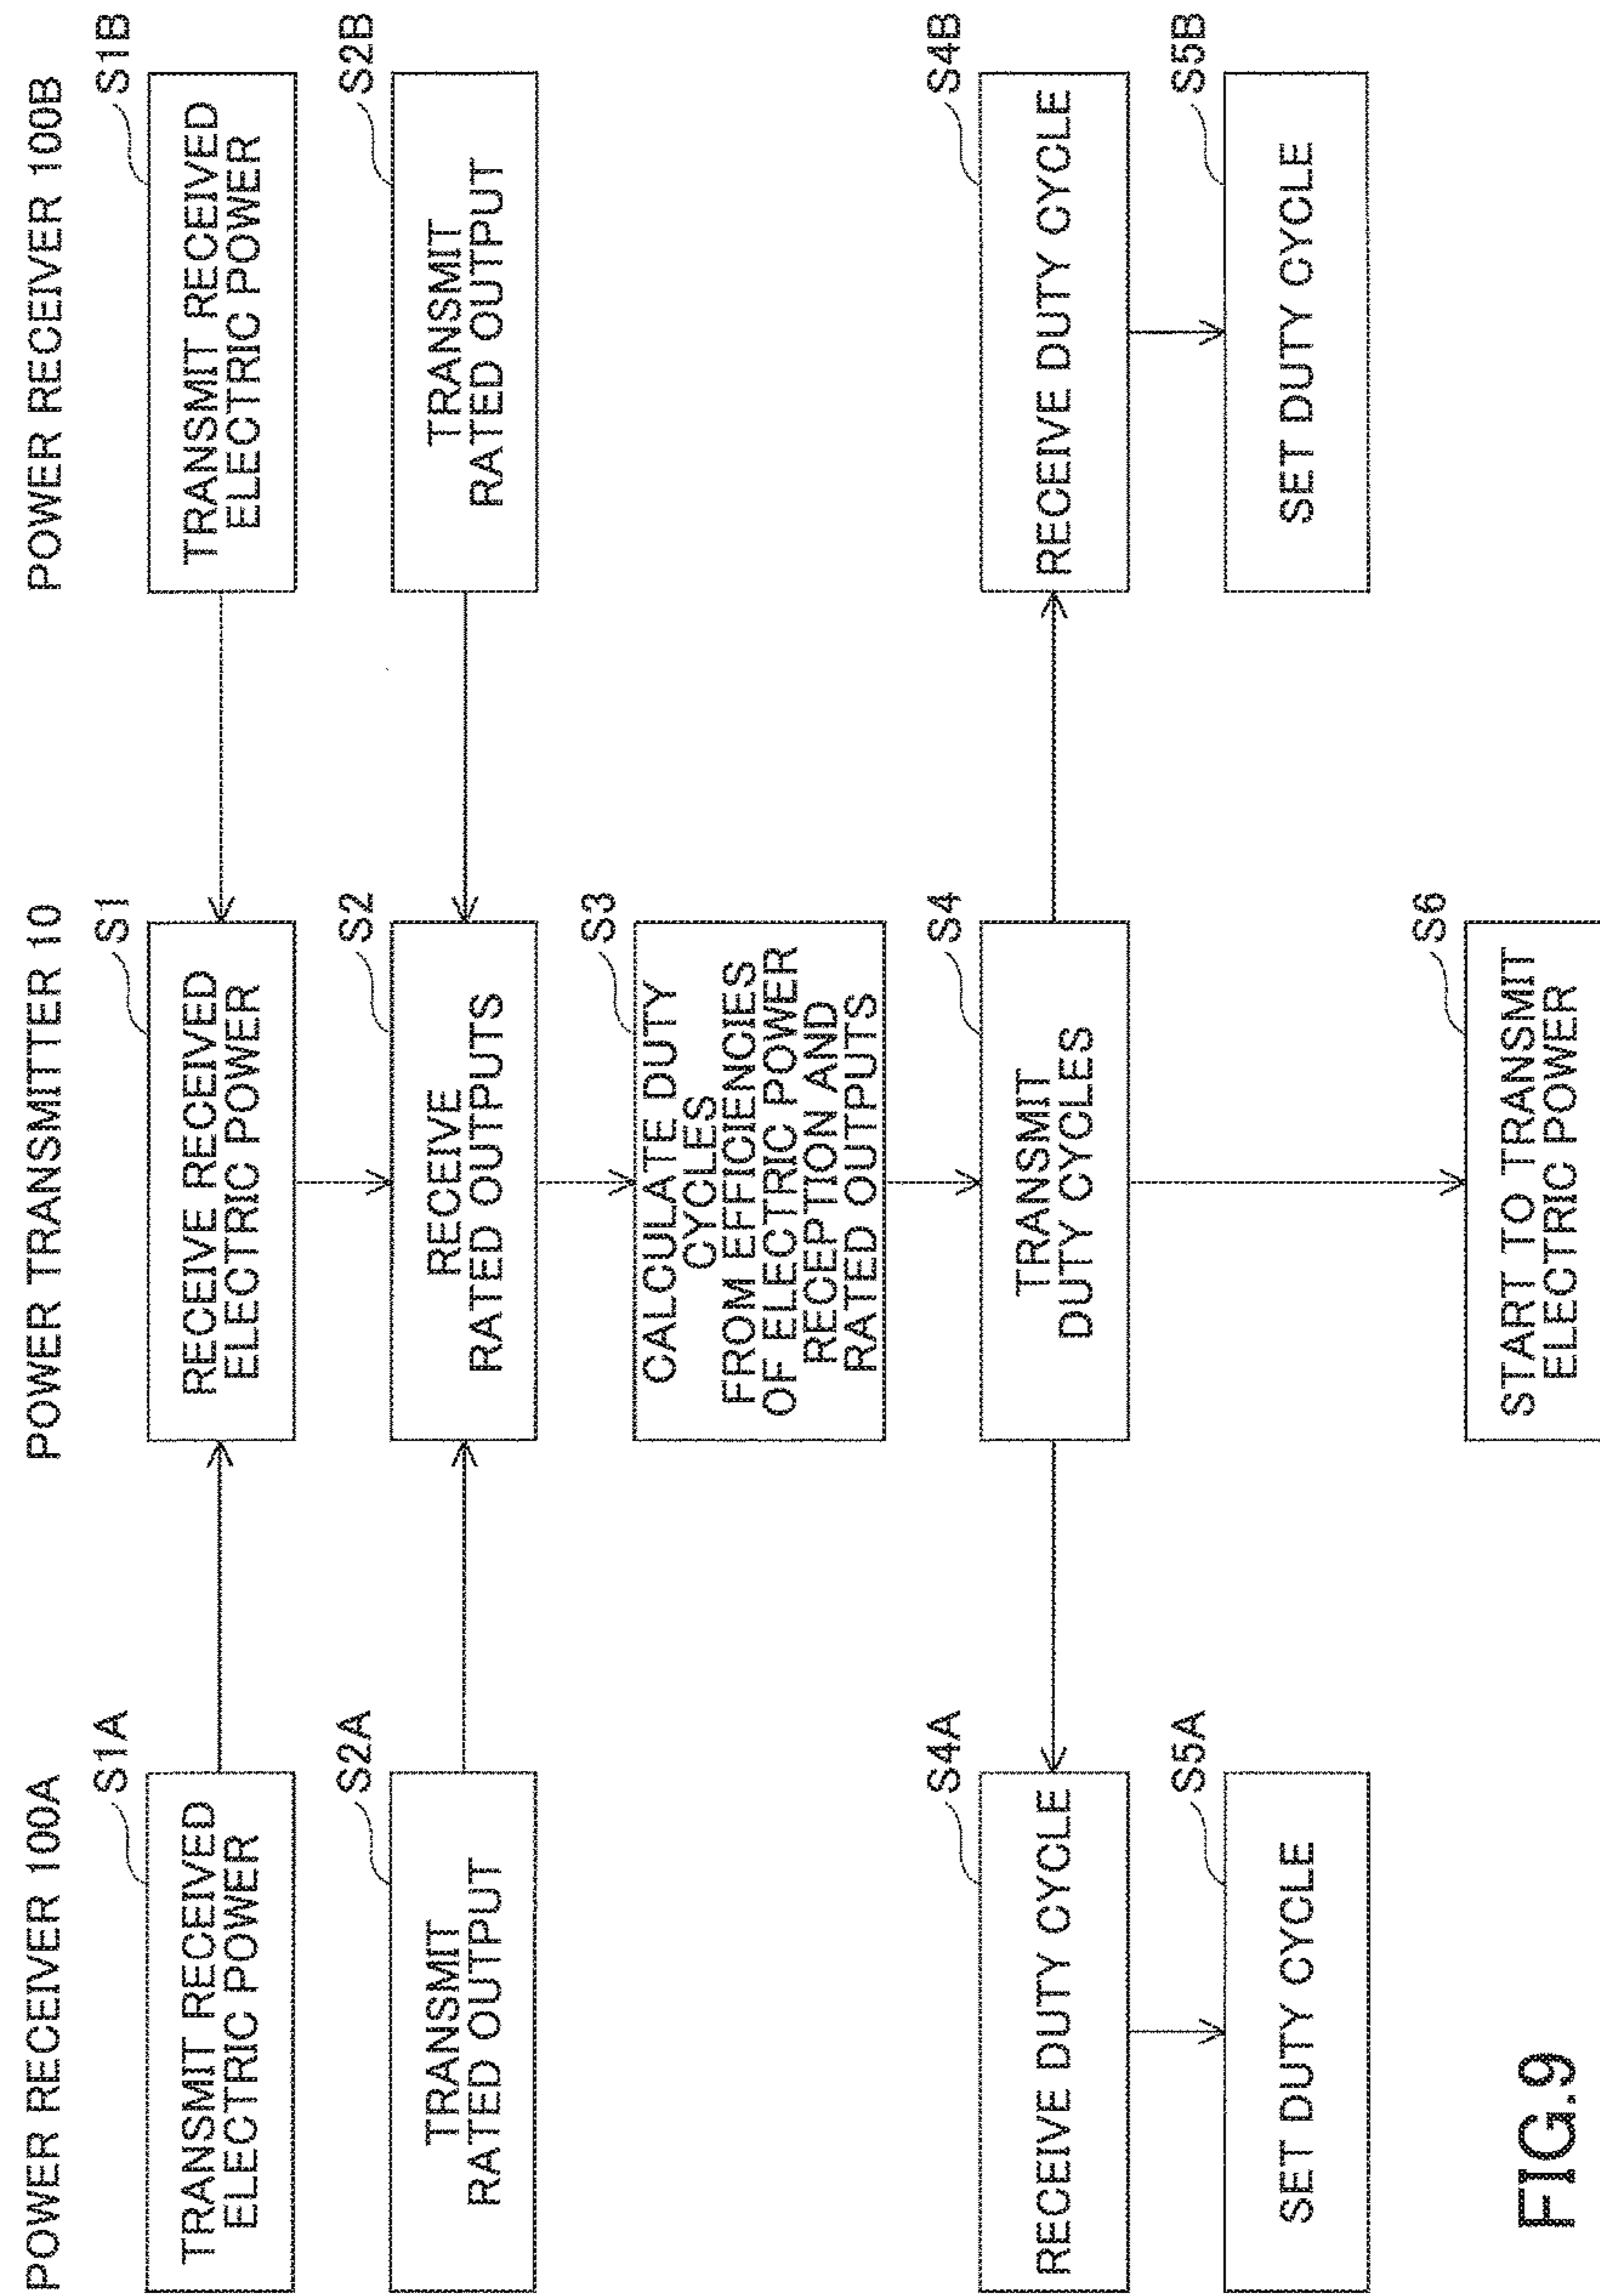 POWER RECEIVER 100A
POWER TRANSMITTER 10
POWER RECEIVER 100B
S1A
TRANSMIT RECEIVED
ELECTRIC POWER
S1
RECEIVE RECEIVED
ELECTRIC POWER
S1B
TRANSMIT RECEIVED
ELECTRIC POWER
S2A
TRANSMIT
RATED OUTPUT
S2
RECEIVE
RATED OUTPUTS
S2B
TRANSMIT
RATED OUTPUT
S3
CALCULATE DUTY
CYCLES
FROM EFFICIENCIES
OF ELECTRIC POWER
RECEPTION AND
RATED OUTPUTS
S4A
RECEIVE DUTY CYCLE
S4
TRANSMIT
DUTY CYCLES
S4B
RECEIVE DUTY CYCLE
S5A
SET DUTY CYCLE
S5B
SET DUTY CYCLE
S6
START TO TRANSMIT
ELECTRIC POWER
FIG.9